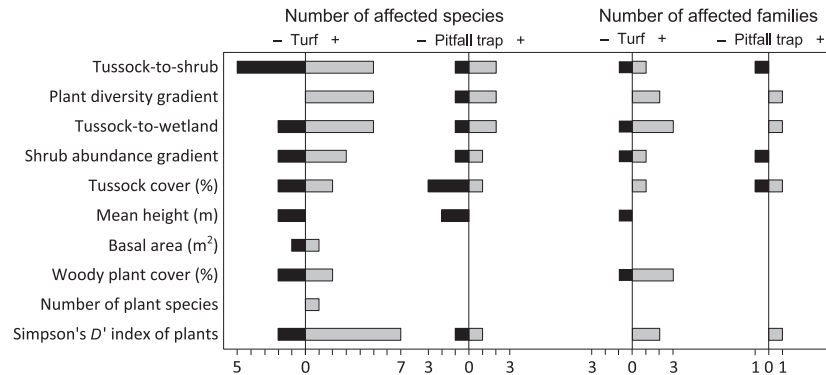 Number of affected species Number of affected families
– Turf + – Pitfall trap + – Turf + – Pitfall trap +
Tussock-to-shrub
Plant diversity gradient
Tussock-to-wetland
Shrub abundance gradient
Tussock cover (%)
Mean height (m)
Basal area (m²)
Woody plant cover (%)
Number of plant species
Simpson's D' index of plants
5 0 7 3 0 3 3 0 3 1 0 1